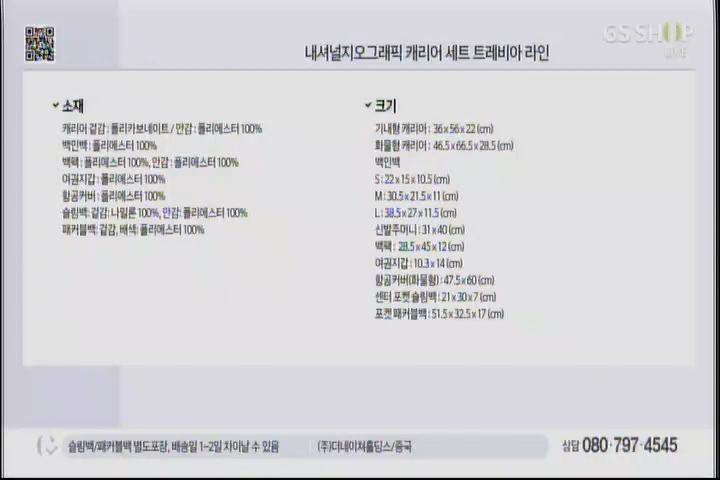 GS SHOP
LIVE
내셔널지오그래픽 캐리어 세트 트레비아 라인
소재
캐리어 겉감 : 폴리카보네이트 / 안감 : 폴리에스터 100%
백인백 : 폴리에스터 100%
백팩 : 폴리에스터 100%, 안감 : 폴리에스터 100%
여권지갑 : 폴리에스터 100%
항공커버 : 폴리에스터 100%
슬링백: 겉감: 나일론 100%, 안감: 폴리에스터 100%
패커블백: 겉감, 배색: 폴리에스터 100%
크기
기내형 캐리어 : 36 x 56 x 22 (cm)
화물형 캐리어 : 46.5 x 66.5 x 28.5 (cm)
백인백
S : 22 x 15 x 10.5 (cm)
M : 30.5 x 21.5 x 11 (cm)
L : 38.5 x 27 x 11.5 (cm)
신발주머니 : 31 x 40 (cm)
백팩 : 28.5 x 45 x 12 (cm)
여권지갑 : 10.3 x 14 (cm)
항공커버(화물형) : 47.5 x 60 (cm)
센터 포켓 슬링백 : 21 x 30 x 7 (cm)
포켓 패커블백 : 51.5 x 32.5 x 17 (cm)
슬링백/패커블백 별도포장, 배송일 1~2일 차이날 수 있음
(주)더네이쳐홀딩스/중국
상담 080·797·4545